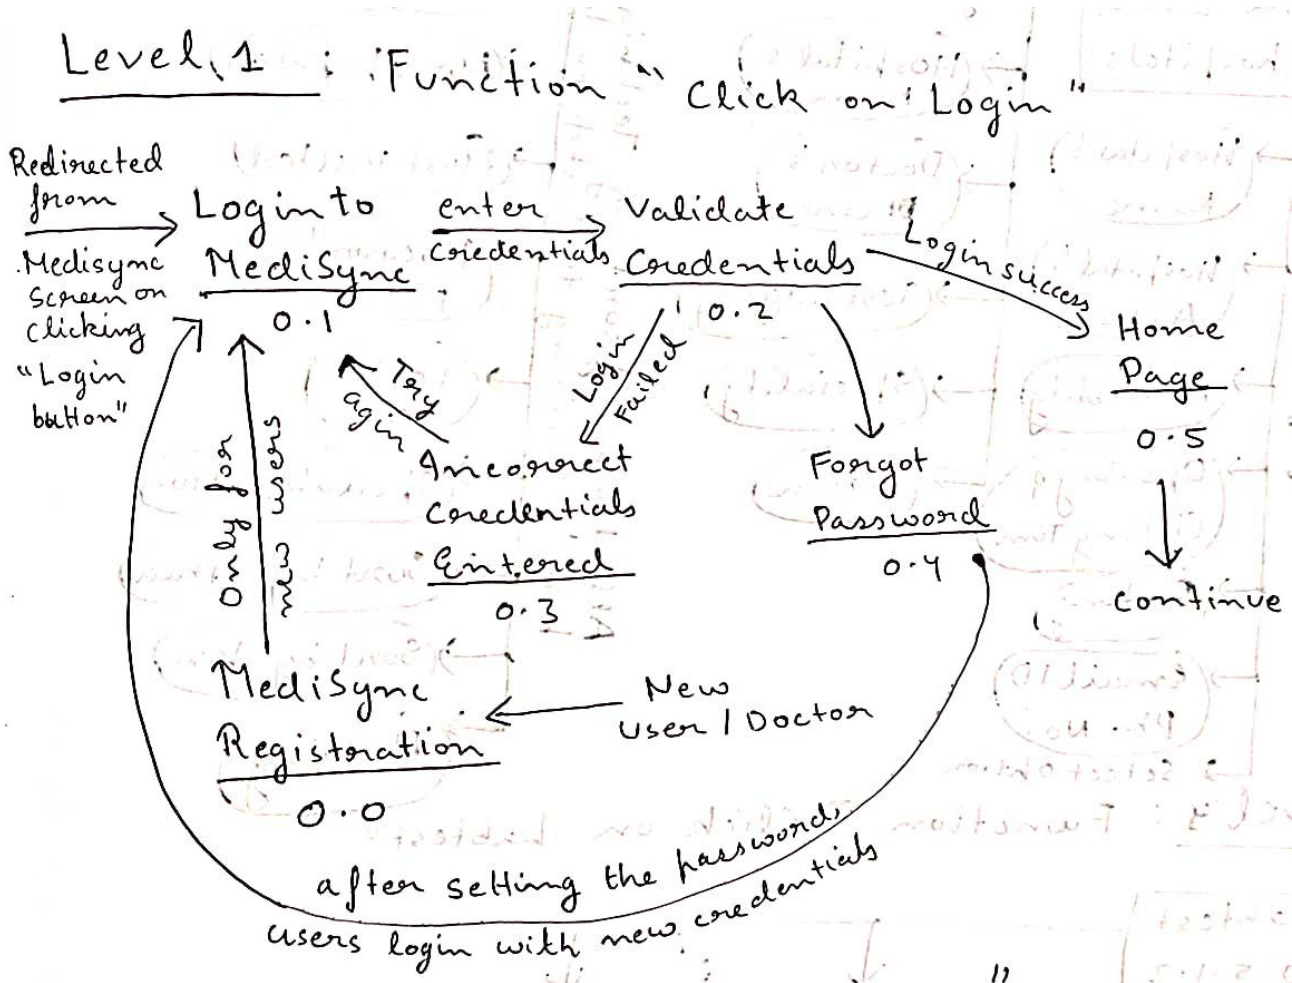 Level 1 : Function "Click on Login"
Redirected
from
Medisync
Screen on
clicking
"Login
button"
Login to
MediSync
0.1
enter
credentials
Validate
Credentials
0.2
Login success
Home
Page
0.5
continue
Login
Failed
Try
agin
Incorrect
Credentials
Entered
0.3
Forgot
Password
0.4
Only for
new users
MediSync
Registration
0.0
New
User / Doctor
after setting the password,
users login with new credentials